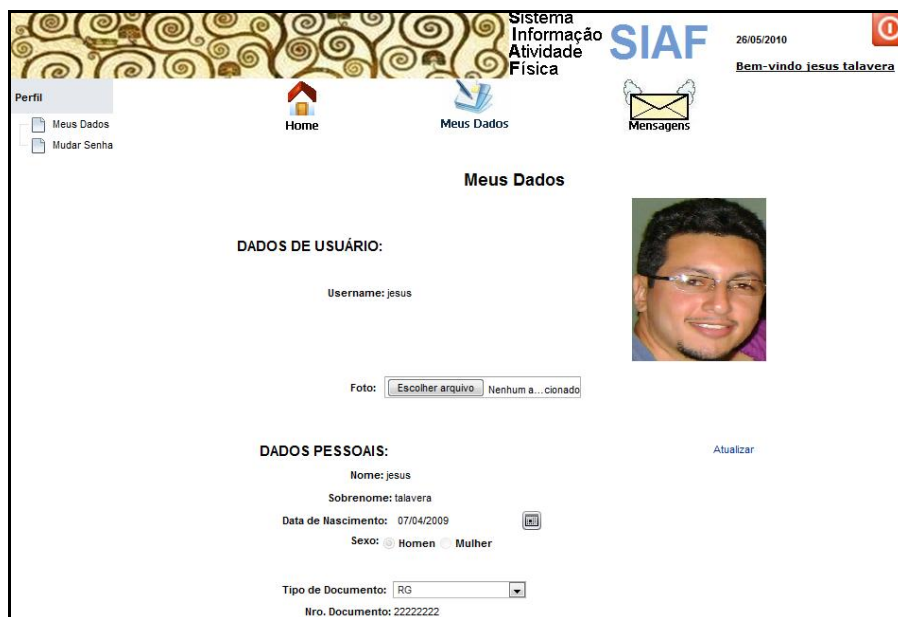 Sistema
Informação
Atividade
Física
SIAF
26/05/2010
Bem-vindo jesus talavera
Perfil
Meus Dados
Mudar Senha
Home
Meus Dados
Mensagens
Meus Dados
DADOS DE USUÁRIO:
Username: jesus
Foto: Escolher arquivo Nenhum a...cionado
DADOS PESSOAIS:
Atualizar
Nome: jesus
Sobrenome: talavera
Data de Nascimento: 07/04/2009
Sexo: Homen Mulher
Tipo de Documento: RG
Nro. Documento: 22222222